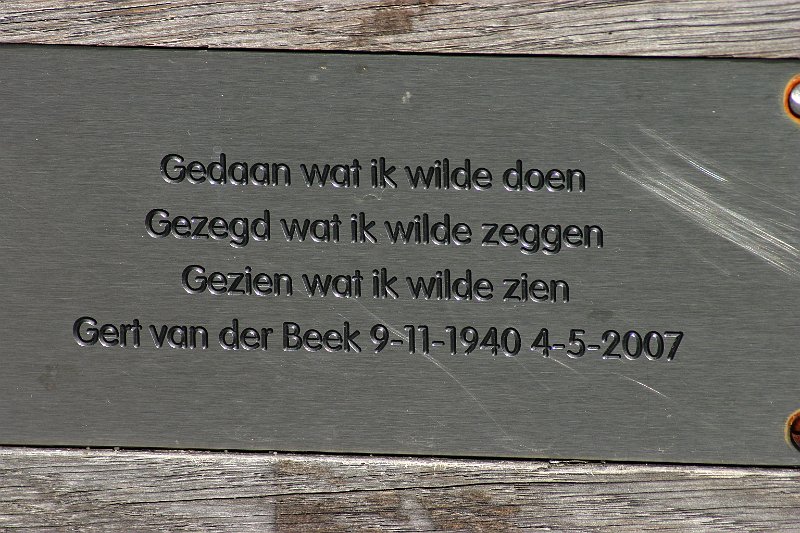 Gedaan wat ik wilde doen
Gezegd wat ik wilde zeggen
Gezien wat ik wilde zien
Gert van der Beek 9-11-1940 4-5-2007